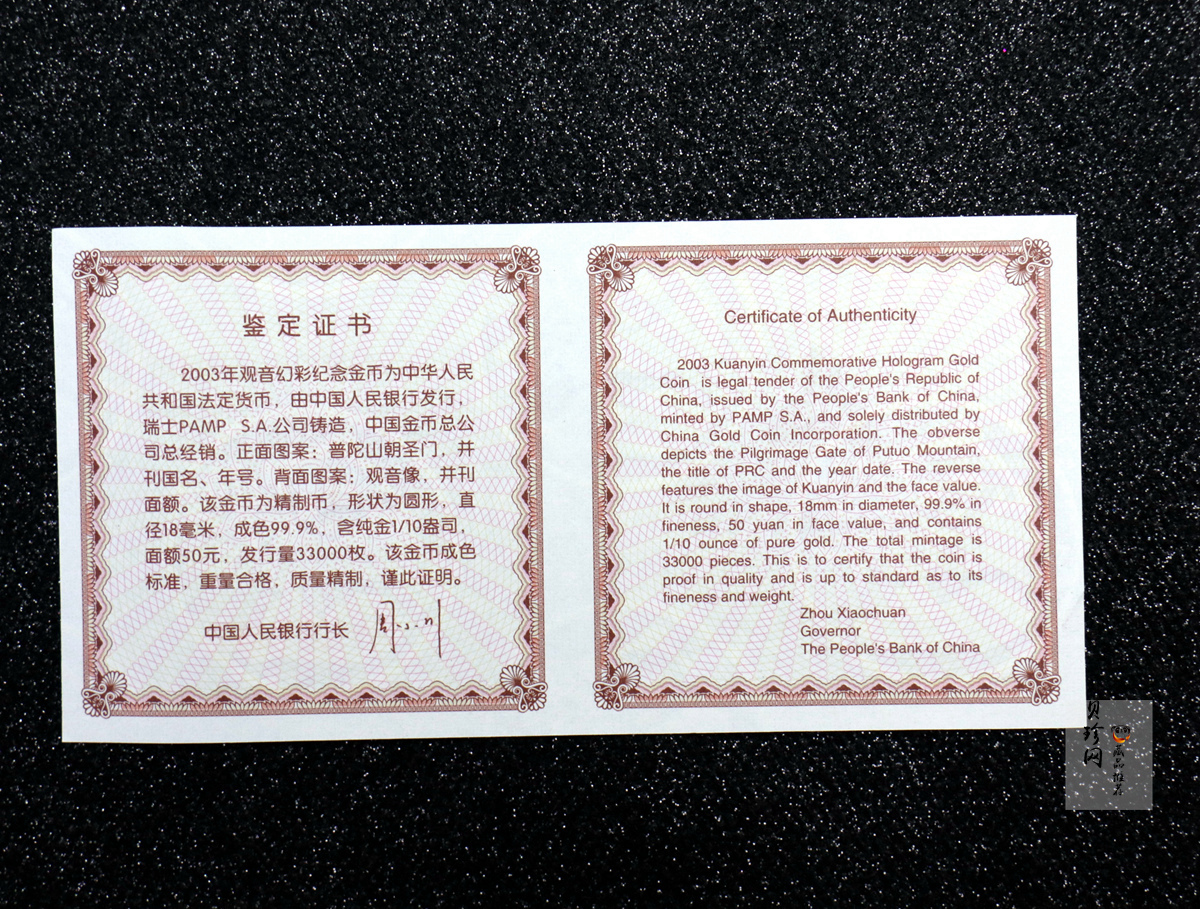 鉴定证书
2003年观音幻彩纪念金币为中华人民
共和国法定货币，由中国人民银行发行，
瑞士PAMP S.A.公司铸造，中国金币总公
司总经销。正面图案：普陀山朝圣门，并
刊国名、年号。背面图案：观音像，并刊
面额。该金币为精制币，形状为圆形，直
径18毫米，成色99.9%，含纯金1/10盎司，
面额50元，发行量33000枚。该金币成色
标准，重量合格，质量精制，谨此证明。
中国人民银行行长 周小川
Certificate of Authenticity
2003 Kuanyin Commemorative Hologram Gold
Coin is legal tender of the People's Republic of
China, issued by the People's Bank of China,
minted by PAMP S.A., and solely distributed by
China Gold Coin Incorporation. The obverse
depicts the Pilgrimage Gate of Putuo Mountain,
the title of PRC and the year date. The reverse
features the image of Kuanyin and the face value.
It is round in shape, 18mm in diameter, 99.9% in
fineness, 50 yuan in face value, and contains
1/10 ounce of pure gold. The total mintage is
33000 pieces. This is to certify that the coin is
proof in quality and is up to standard as to its
fineness and weight.
Zhou Xiaochuan
Governor
The People's Bank of China
珍网